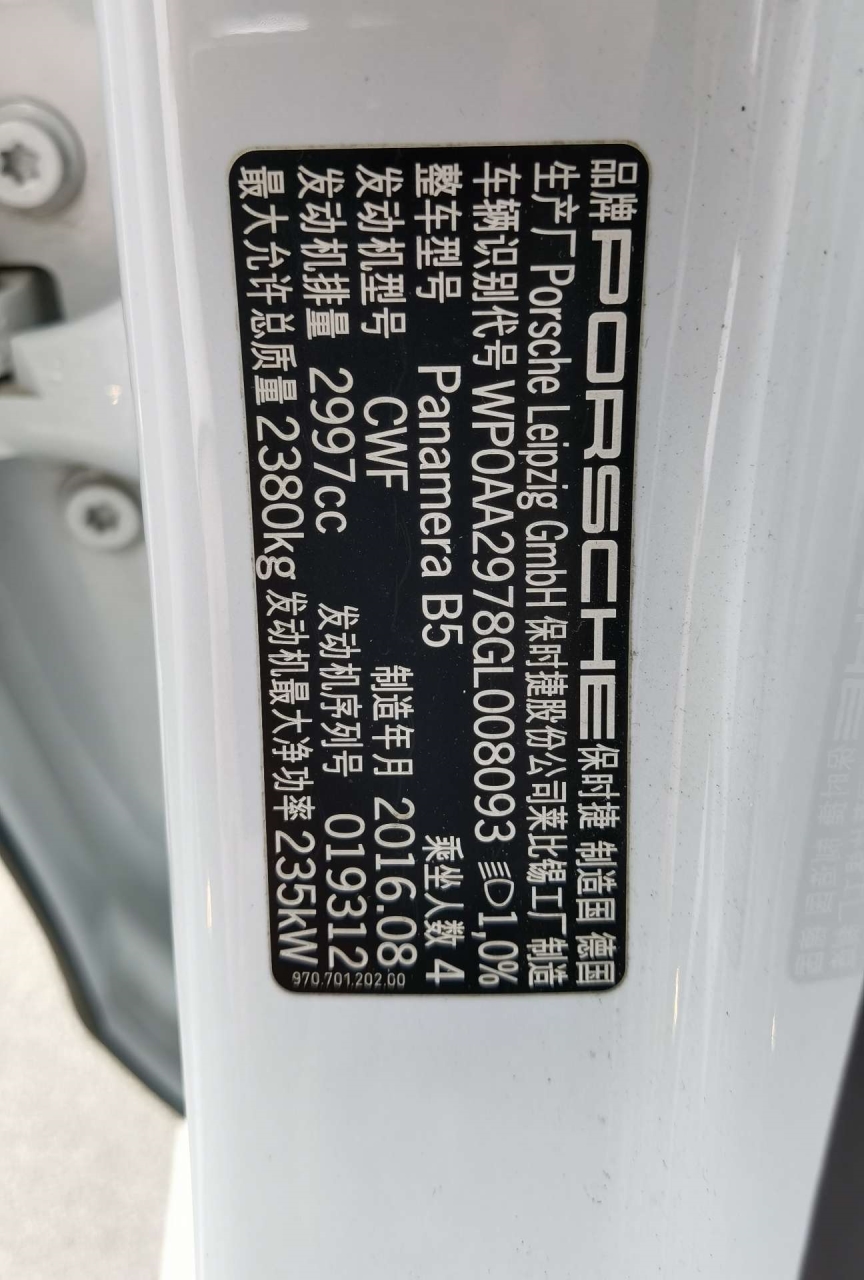 品牌 PORSCHE 保时捷 制造国 德国
生产厂 Porsche Leipzig GmbH 保时捷股份公司莱比锡工厂 制造
车辆识别代号 WP0AA2978GL008093 1,0%
整车型号 Panamera B5 乘坐人数 4
发动机型号 CWF 制造年月 2016.08
发动机排量 2997cc 发动机序列号 019312
最大允许总质量 2380kg 发动机最大净功率 235kW
970.701.202.00